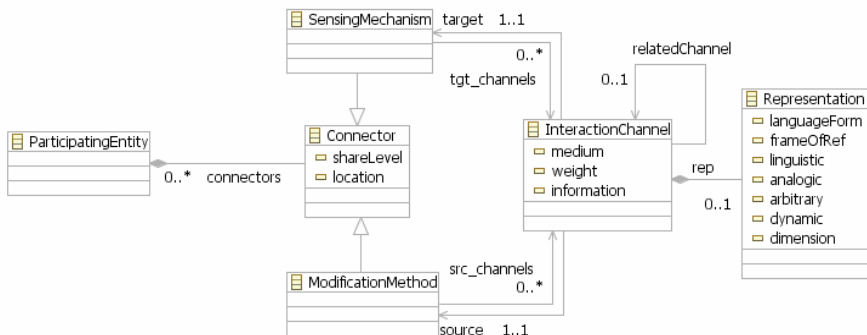 SensingMechanism
target 1..1
0..*
tgt_channels
relatedChannel
0..1
Representation
languageForm
frameOfRef
linguistic
analogic
arbitrary
dynamic
dimension
ParticipatingEntity
0..* connectors
Connector
shareLevel
location
InteractionChannel
medium
weight
information
rep
0..1
ModificationMethod
src_channels
0..*
source 1..1